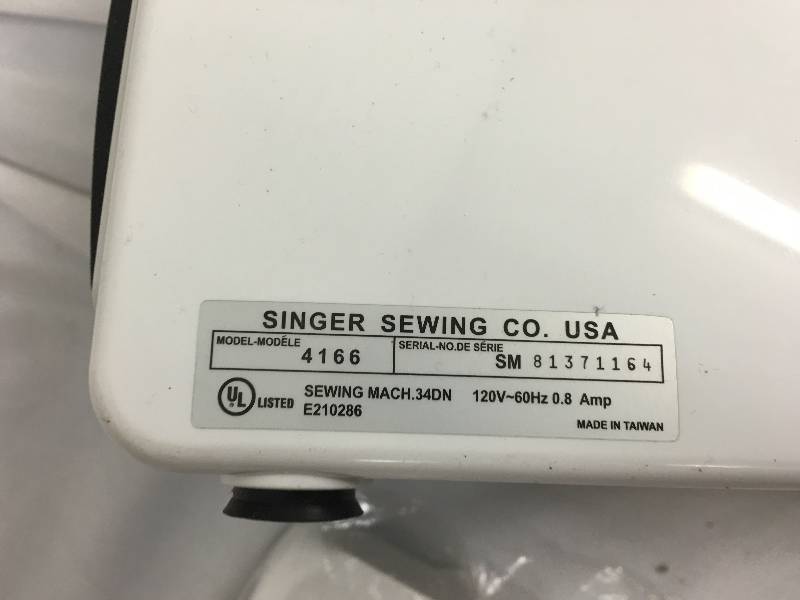 SINGER SEWING CO. USA
MODEL-MODÉLE 4166
SERIAL-NO.DE SÉRIE SM 81371164
UL LISTED
SEWING MACH.34DN 120V~60Hz 0.8 Amp
E210286
MADE IN TAIWAN